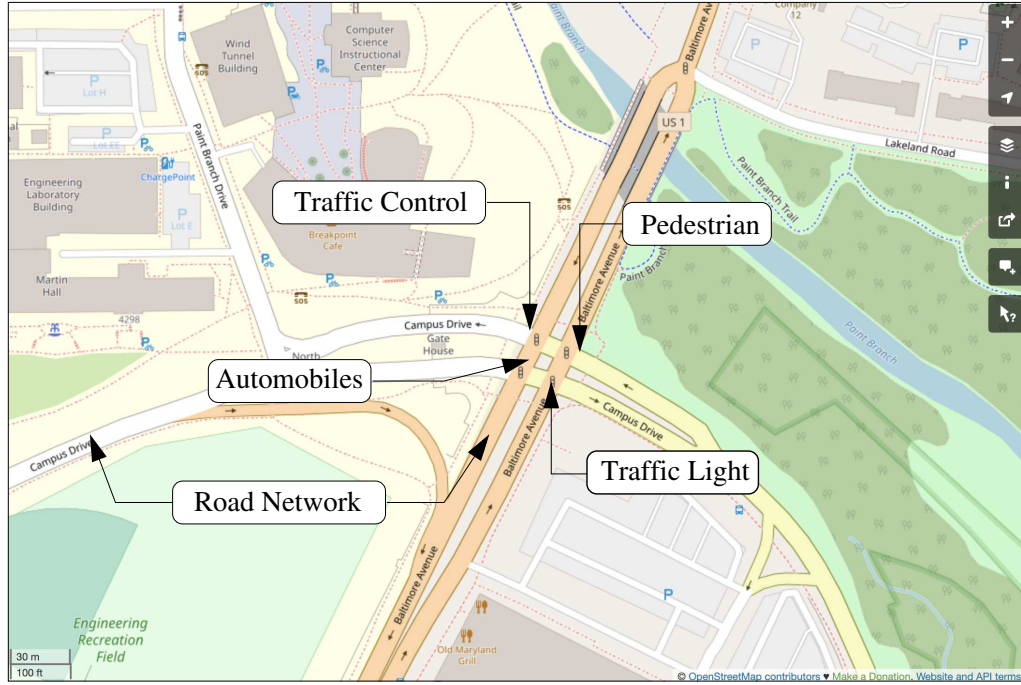 Company
12
Wind
Tunnel
Building
Computer
Science
Instructional
Center
Baltimore Av
P
P
P
Lot H
SOS
P
P
US 1
Lot EE
P
Lakeland Road
Paint Branch Drive
ChargePoint
Engineering
Laboratory
Building
P
Lot E
Paint Branch Trail
Traffic Control
SOS
Pedestrian
Breakpoint
Cafe
Baltimore Avenue
Paint Branch
P
P
Martin
Hall
SOS
P
4298
Campus Drive
Gate
House
Paint Branch
P
North
Automobiles
Baltimore Avenue
Campus Drive
Campus Drive
Traffic Light
Road Network
Baltimore Avenue
P
Engineering
Recreation
Field
Old Maryland
Grill
30 m
100 ft
© OpenStreetMap contributors ♥ Make a Donation. Website and API terms